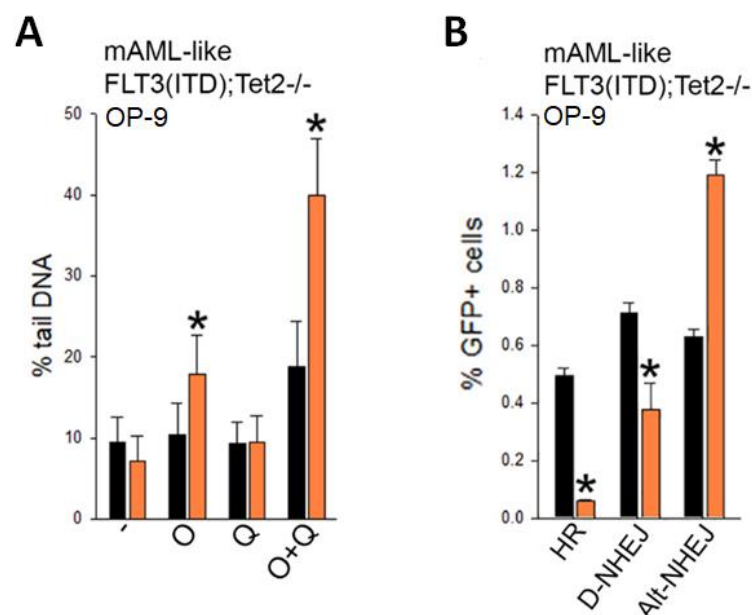 A
mAML-like
FLT3(ITD);Tet2-/-
OP-9
% tail DNA
50
40
30
20
10
0
*
*
-
O
Q
O+Q
B
mAML-like
FLT3(ITD);Tet2-/-
OP-9
% GFP+ cells
1.4
1.2
1.0
0.8
0.6
0.4
0.2
0.0
*
*
*
HR
D-NHEJ
Alt-NHEJ